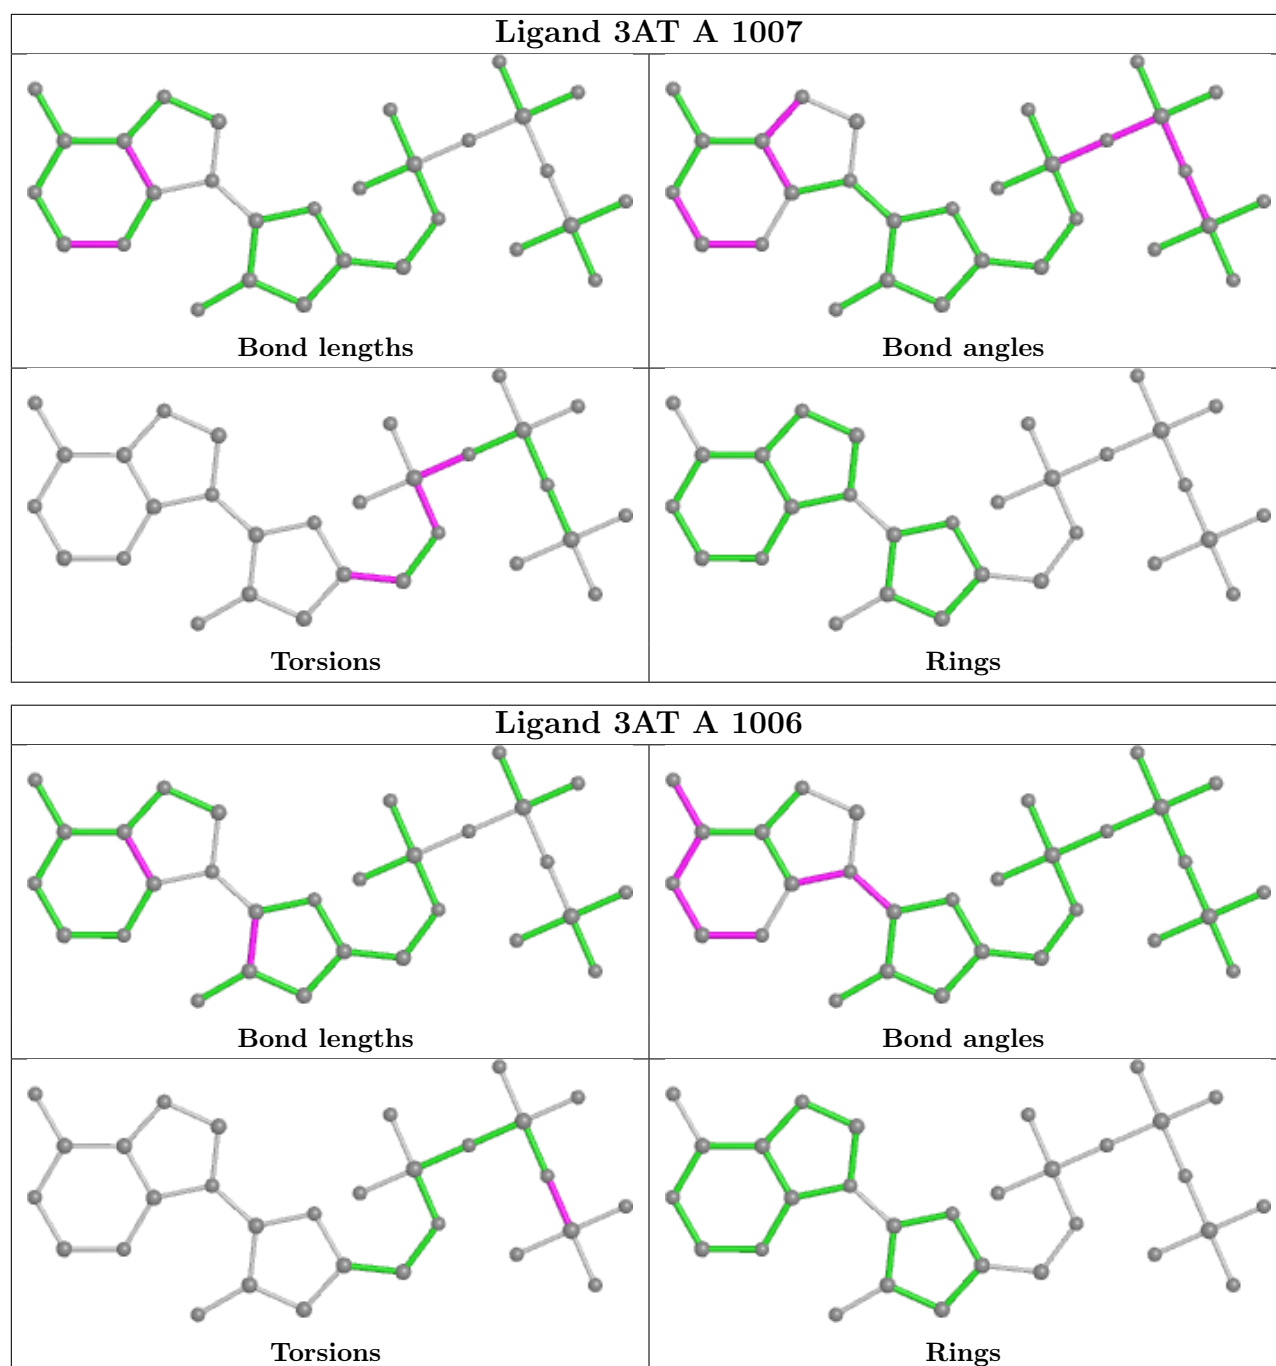 Ligand 3AT A 1007
Bond lengths
Bond angles
Torsions
Rings
Ligand 3AT A 1006
Bond lengths
Bond angles
Torsions
Rings